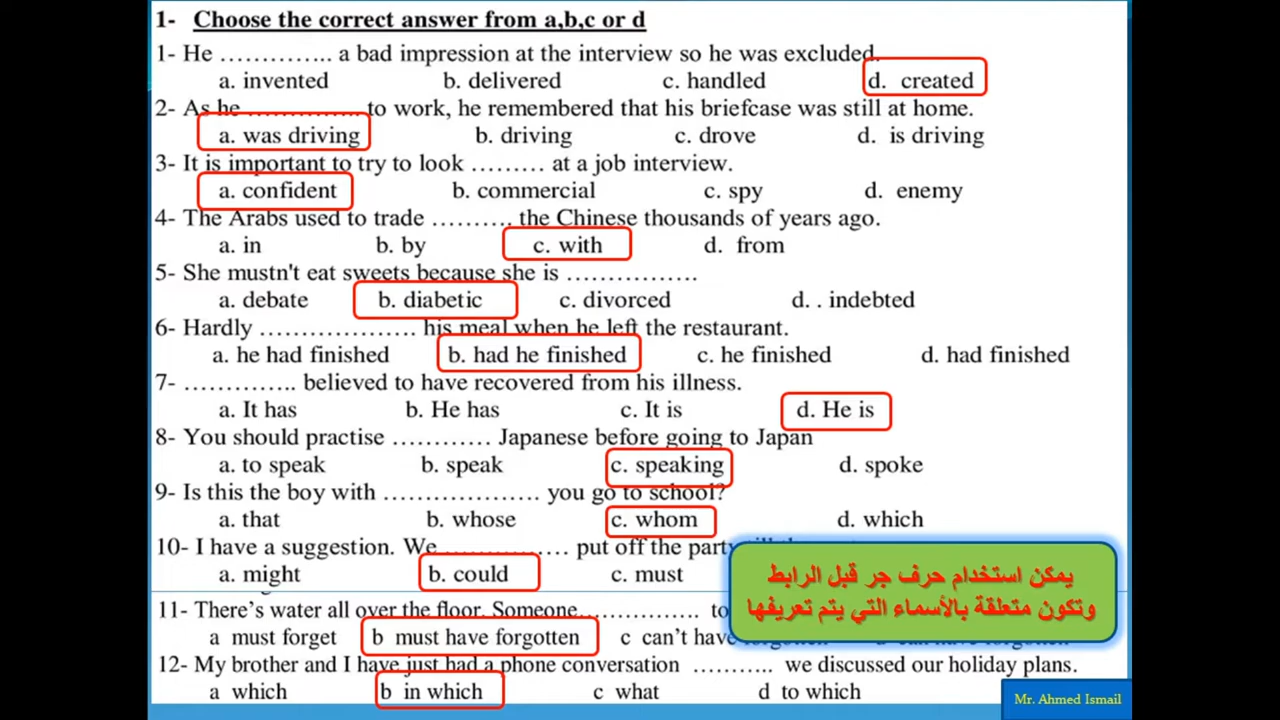 1- Choose the correct answer from a,b,c or d
1- He ………….. a bad impression at the interview so he was excluded.
a. invented b. delivered c. handled d. created
2- As he …………… to work, he remembered that his briefcase was still at home.
a. was driving b. driving c. drove d. is driving
3- It is important to try to look ……… at a job interview.
a. confident b. commercial c. spy d. enemy
4- The Arabs used to trade ………. the Chinese thousands of years ago.
a. in b. by c. with d. from
5- She mustn't eat sweets because she is …………….
a. debate b. diabetic c. divorced d. . indebted
6- Hardly ………………. his meal when he left the restaurant.
a. he had finished b. had he finished c. he finished d. had finished
7- ………….. believed to have recovered from his illness.
a. It has b. He has c. It is d. He is
8- You should practise ………… Japanese before going to Japan
a. to speak b. speak c. speaking d. spoke
9- Is this the boy with ………………. you go to school?
a. that b. whose c. whom d. which
10- I have a suggestion. We …………… put off the party
a. might b. could c. must
يمكن استخدام حرف جر قبل الرابط
وتكون متعلقة بالأسماء التي يتم تعريفها
11- There’s water all over the floor. Someone…………… to
a must forget b must have forgotten c can’t have
12- My brother and I have just had a phone conversation ……….. we discussed our holiday plans.
a which b in which c what d to which
Mr. Ahmed Ismail